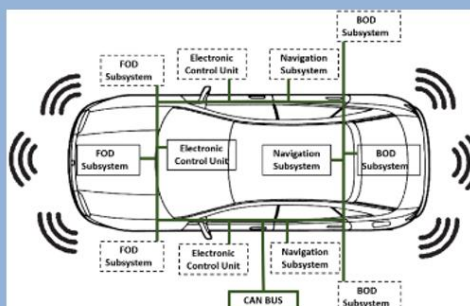 BOD
Subsystem
FOD
Subsystem
Electronic
Control Unit
Navigation
Subsystem
FOD
Subsystem
Electronic
Control Unit
Navigation
Subsystem
BOD
Subsystem
FOD
Subsystem
Electronic
Control Unit
Navigation
Subsystem
CAN BUS
BOD
Subsystem